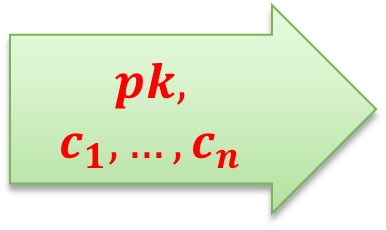 pk,
c₁, … , cₙ